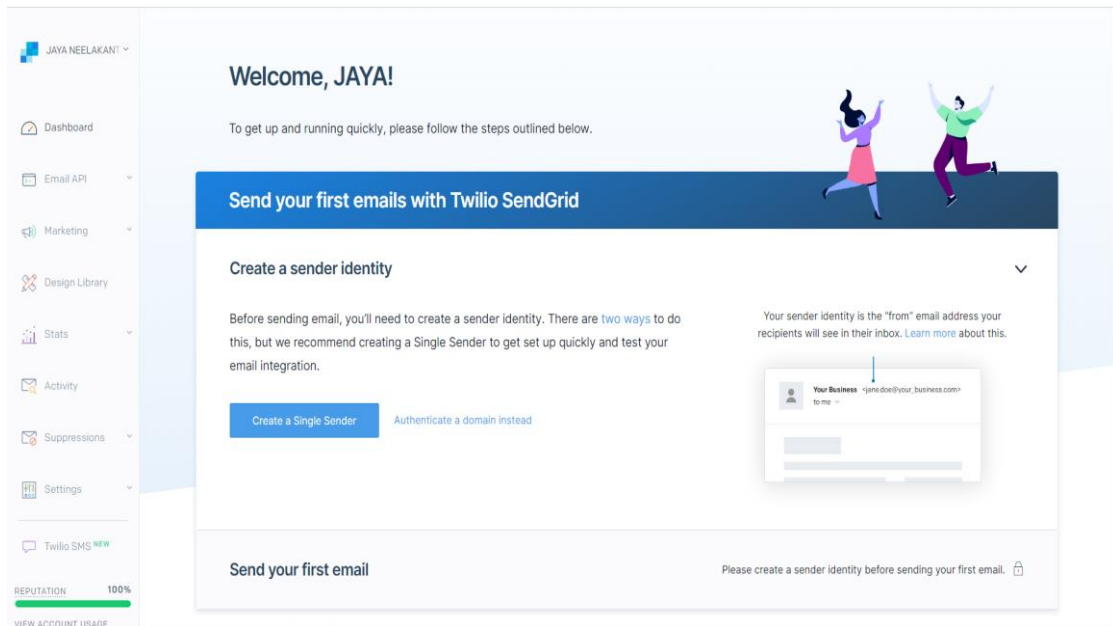 JAYA NEELAKANT
Dashboard
Email API
Marketing
Design Library
Stats
Activity
Suppressions
Settings
Twilio SMS NEW
REPUTATION 100%
VIEW ACCOUNT USAGE
Welcome, JAYA!
To get up and running quickly, please follow the steps outlined below.
Send your first emails with Twilio SendGrid
Create a sender identity
Before sending email, you'll need to create a sender identity. There are two ways to do
this, but we recommend creating a Single Sender to get set up quickly and test your
email integration.
Create a Single Sender
Authenticate a domain instead
Your sender identity is the "from" email address your
recipients will see in their inbox. Learn more about this.
Your Business <janedoe@your_business.com>
to me
Send your first email
Please create a sender identity before sending your first email.